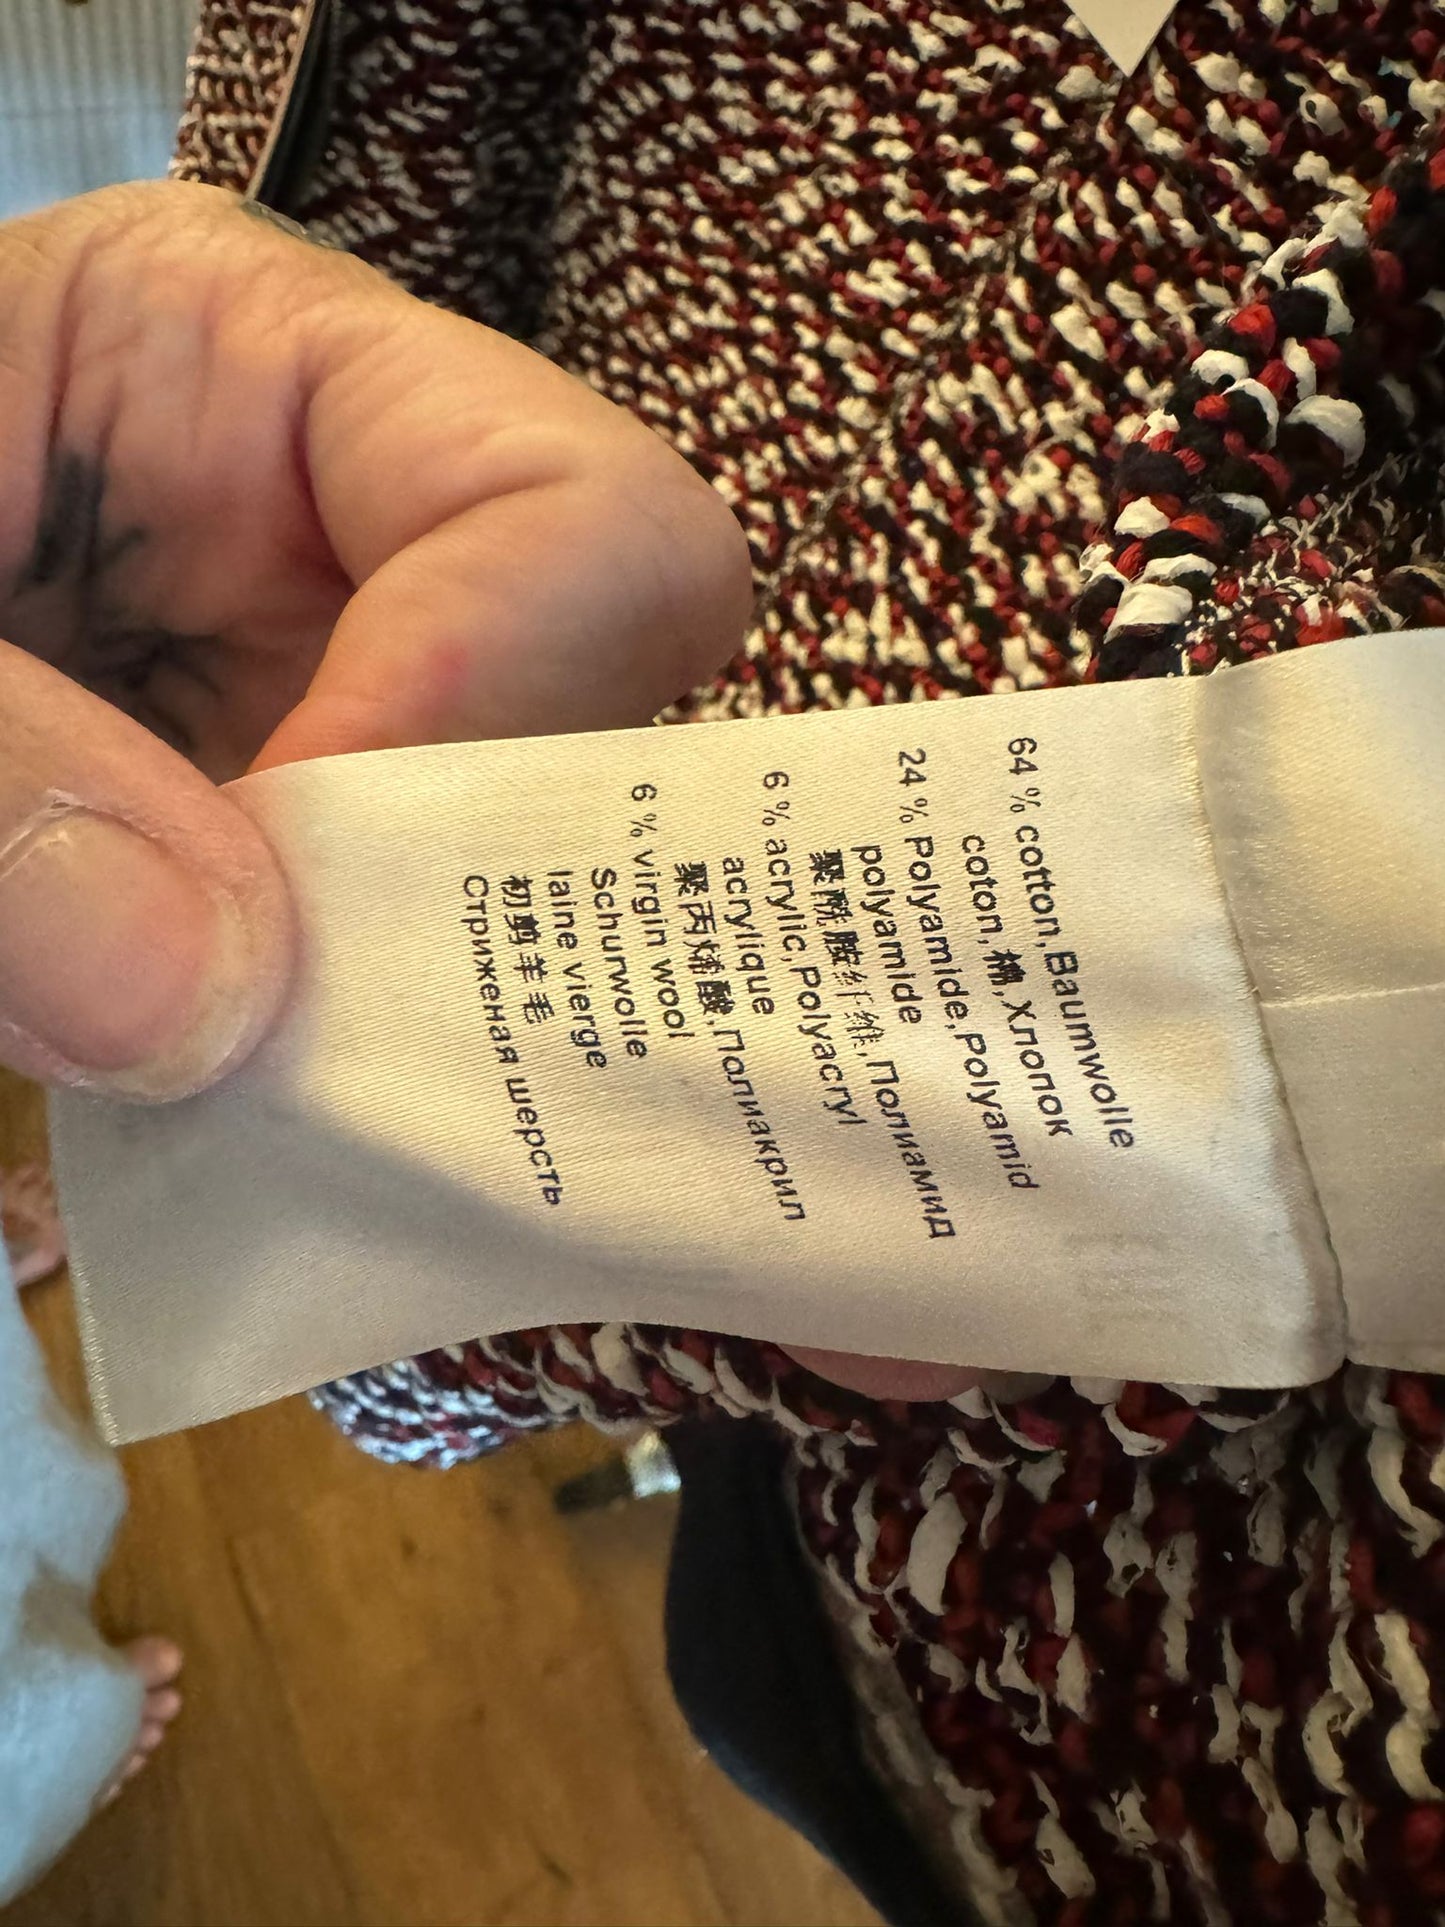 64 % cotton,Baumwolle
coton,棉,Хлопок
24 % Polyamide,Polyamid
polyamide
聚酰胺纤维,Полиамид
6 % acrylic,Polyacryl
acrylique
聚丙烯酸,Полиакрил
6 % virgin wool
Schurwolle
laine vierge
初剪羊毛
Стриженая шерсть